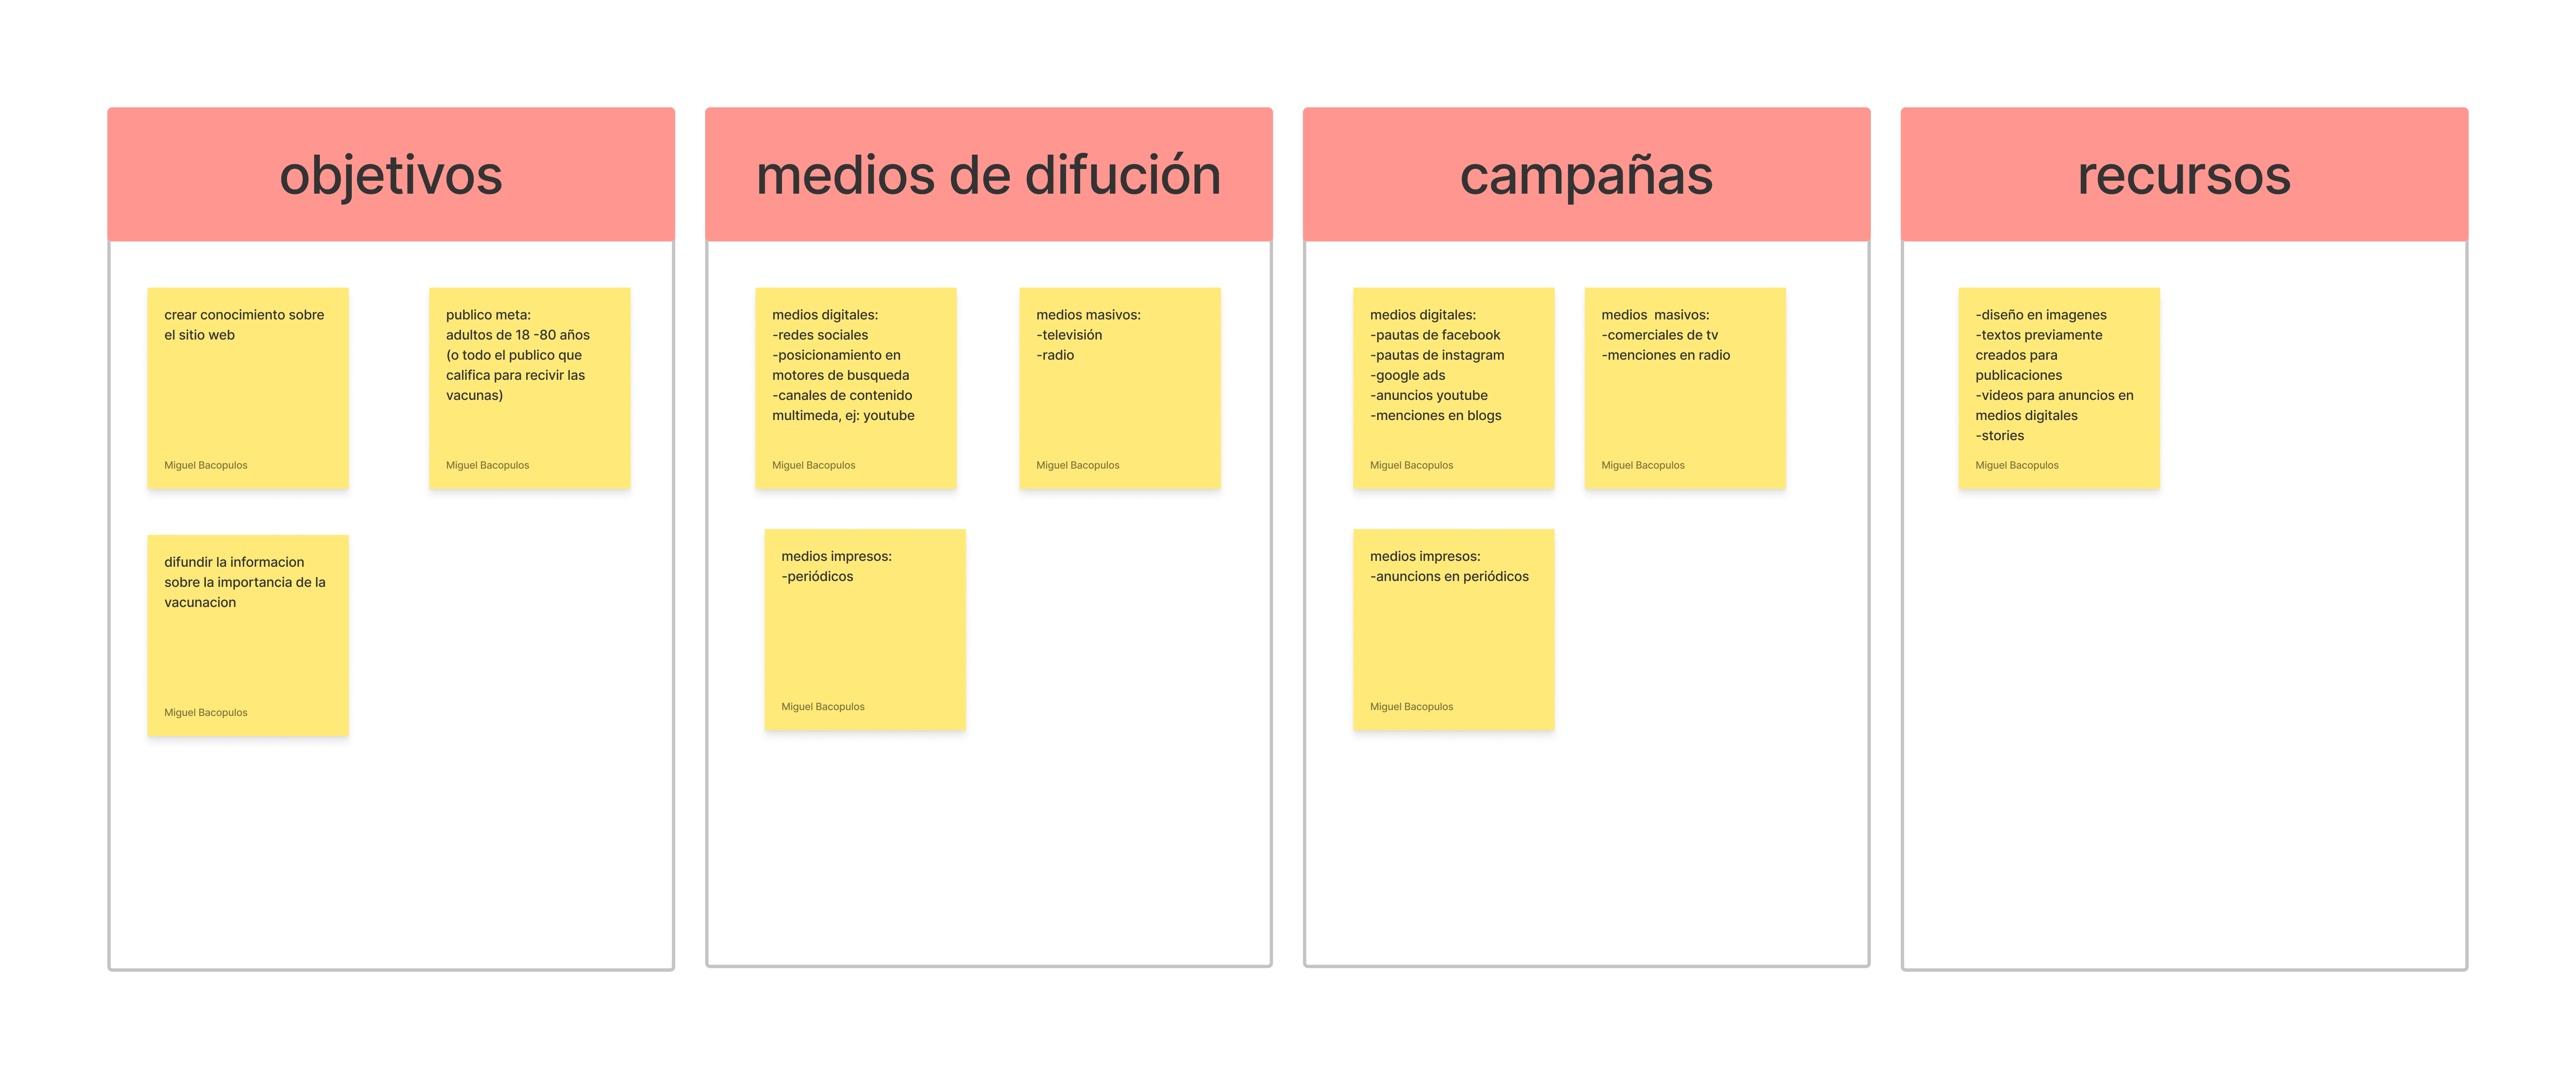 objetivos
crear conocimiento sobre
el sitio web
Miguel Bacopulos
publico meta:
adultos de 18 -80 años
(o todo el publico que
califica para recivir las
vacunas)
Miguel Bacopulos
difundir la informacion
sobre la importancia de la
vacunacion
Miguel Bacopulos
medios de difución
medios digitales:
-redes sociales
-posicionamiento en
motores de busqueda
-canales de contenido
multimeda, ej: youtube
Miguel Bacopulos
medios masivos:
-televisión
-radio
Miguel Bacopulos
medios impresos:
-periódicos
Miguel Bacopulos
campañas
medios digitales:
-pautas de facebook
-pautas de instagram
-google ads
-anuncios youtube
-menciones en blogs
Miguel Bacopulos
medios  masivos:
-comerciales de tv
-menciones en radio
Miguel Bacopulos
medios impresos:
-anuncions en periódicos
Miguel Bacopulos
recursos
-diseño en imagenes
-textos previamente
creados para
publicaciones
-videos para anuncios en
medios digitales
-stories
Miguel Bacopulos